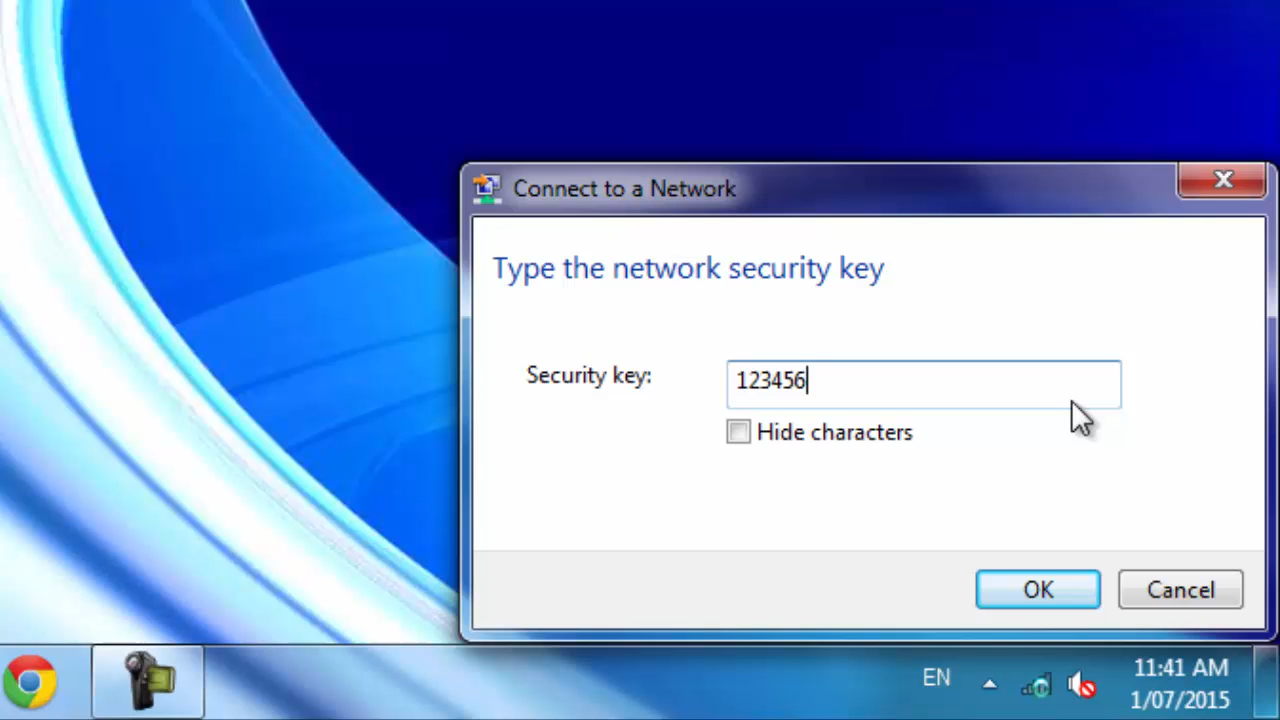 Connect to a Network
Type the network security key
Security key:
123456
Hide characters
OK
Cancel
EN
11:41 AM
1/07/2015